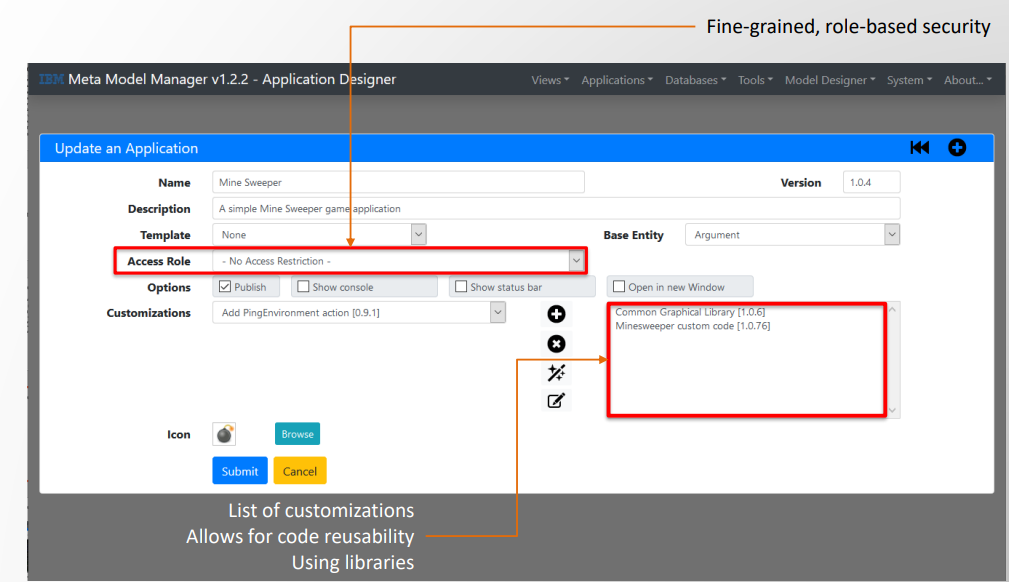 Fine-grained, role-based security
IBM Meta Model Manager v1.2.2 - Application Designer Views Applications Databases Tools Model Designer System About...
Update an Application
Name Mine Sweeper Version 1.0.4
Description A simple Mine Sweeper game application
Template None Base Entity Argument
Access Role - No Access Restriction -
Options Publish Show console Show status bar Open in new Window
Customizations Add PingEnvironment action [0.9.1] Common Graphical Library [1.0.6]
Minesweeper custom code [1.0.76]
Icon Browse
Submit Cancel
List of customizations
Allows for code reusability
Using libraries